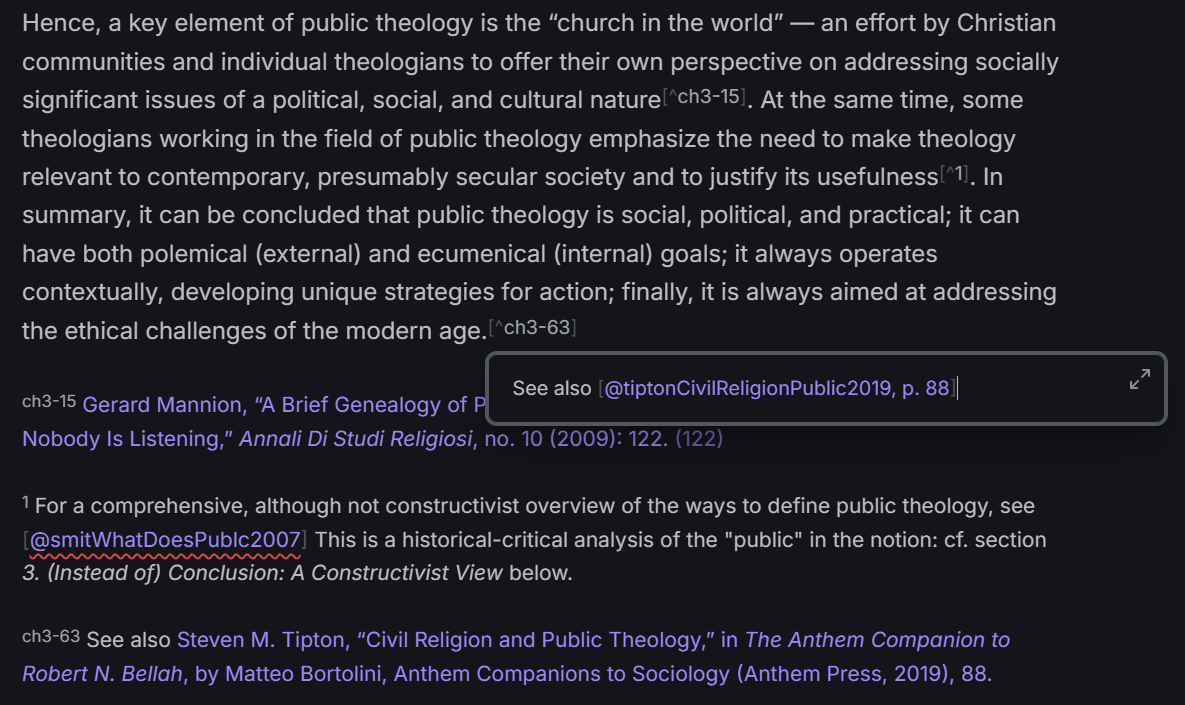 Hence, a key element of public theology is the “church in the world” — an effort by Christian
communities and individual theologians to offer their own perspective on addressing socially
significant issues of a political, social, and cultural nature[^ch3-15]. At the same time, some
theologians working in the field of public theology emphasize the need to make theology
relevant to contemporary, presumably secular society and to justify its usefulness[^1]. In
summary, it can be concluded that public theology is social, political, and practical; it can
have both polemical (external) and ecumenical (internal) goals; it always operates
contextually, developing unique strategies for action; finally, it is always aimed at addressing
the ethical challenges of the modern age.[^ch3-63]
See also [@tiptonCivilReligionPublic2019, p. 88]
ch3-15 Gerard Mannion, “A Brief Genealogy of P
Nobody Is Listening,” Annali Di Studi Religiosi, no. 10 (2009): 122. (122)
1 For a comprehensive, although not constructivist overview of the ways to define public theology, see
[@smitWhatDoesPublc2007] This is a historical-critical analysis of the "public" in the notion: cf. section
3. (Instead of) Conclusion: A Constructivist View below.
ch3-63 See also Steven M. Tipton, “Civil Religion and Public Theology,” in The Anthem Companion to
Robert N. Bellah, by Matteo Bortolini, Anthem Companions to Sociology (Anthem Press, 2019), 88.